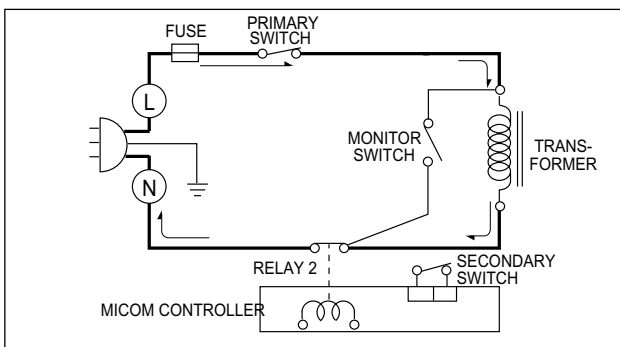 FUSE
PRIMARY
SWITCH
L
MONITOR
SWITCH
TRANS-
FORMER
N
RELAY 2
SECONDARY
SWITCH
MICOM CONTROLLER